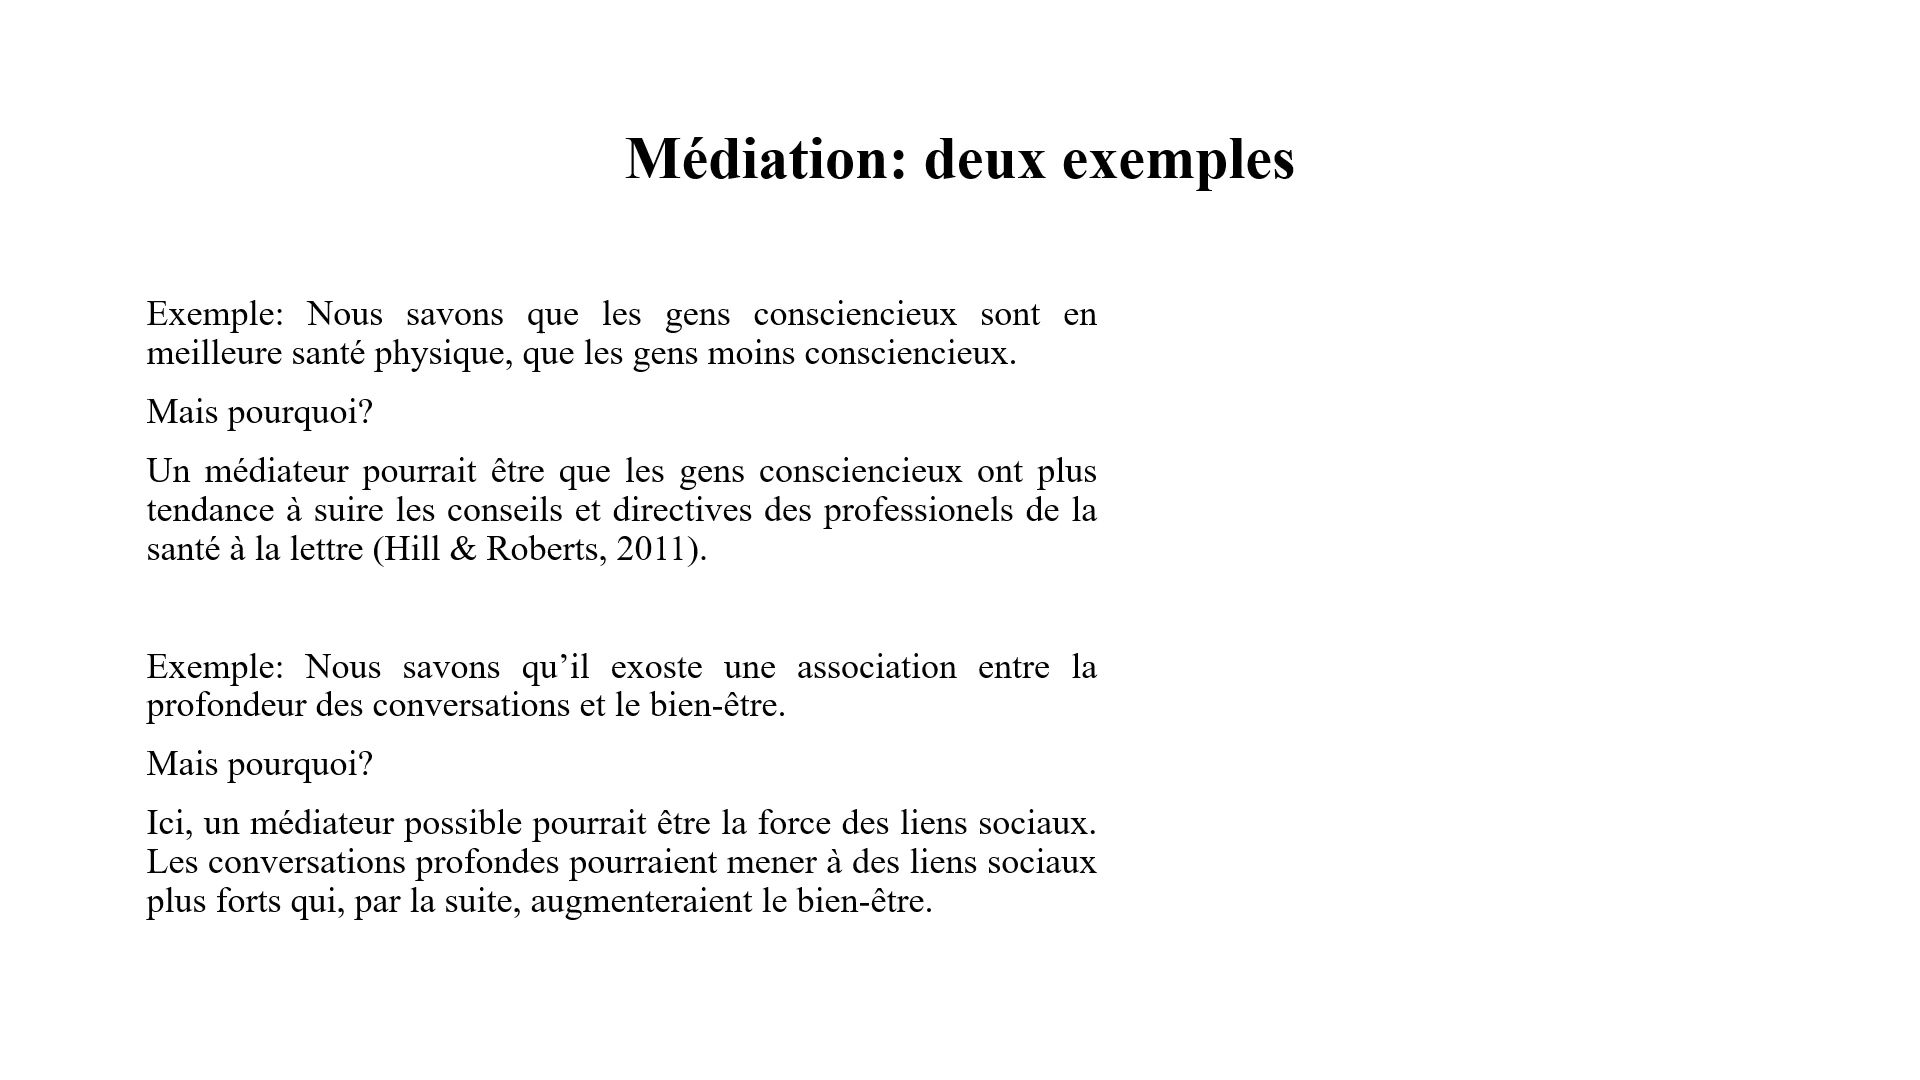 Médiation: deux exemples
Exemple: Nous savons que les gens consciencieux sont en
meilleure santé physique, que les gens moins consciencieux.
Mais pourquoi?
Un médiateur pourrait être que les gens consciencieux ont plus
tendance à suire les conseils et directives des professionels de la
santé à la lettre (Hill & Roberts, 2011).
Exemple: Nous savons qu’il exoste une association entre la
profondeur des conversations et le bien-être.
Mais pourquoi?
Ici, un médiateur possible pourrait être la force des liens sociaux.
Les conversations profondes pourraient mener à des liens sociaux
plus forts qui, par la suite, augmenteraient le bien-être.